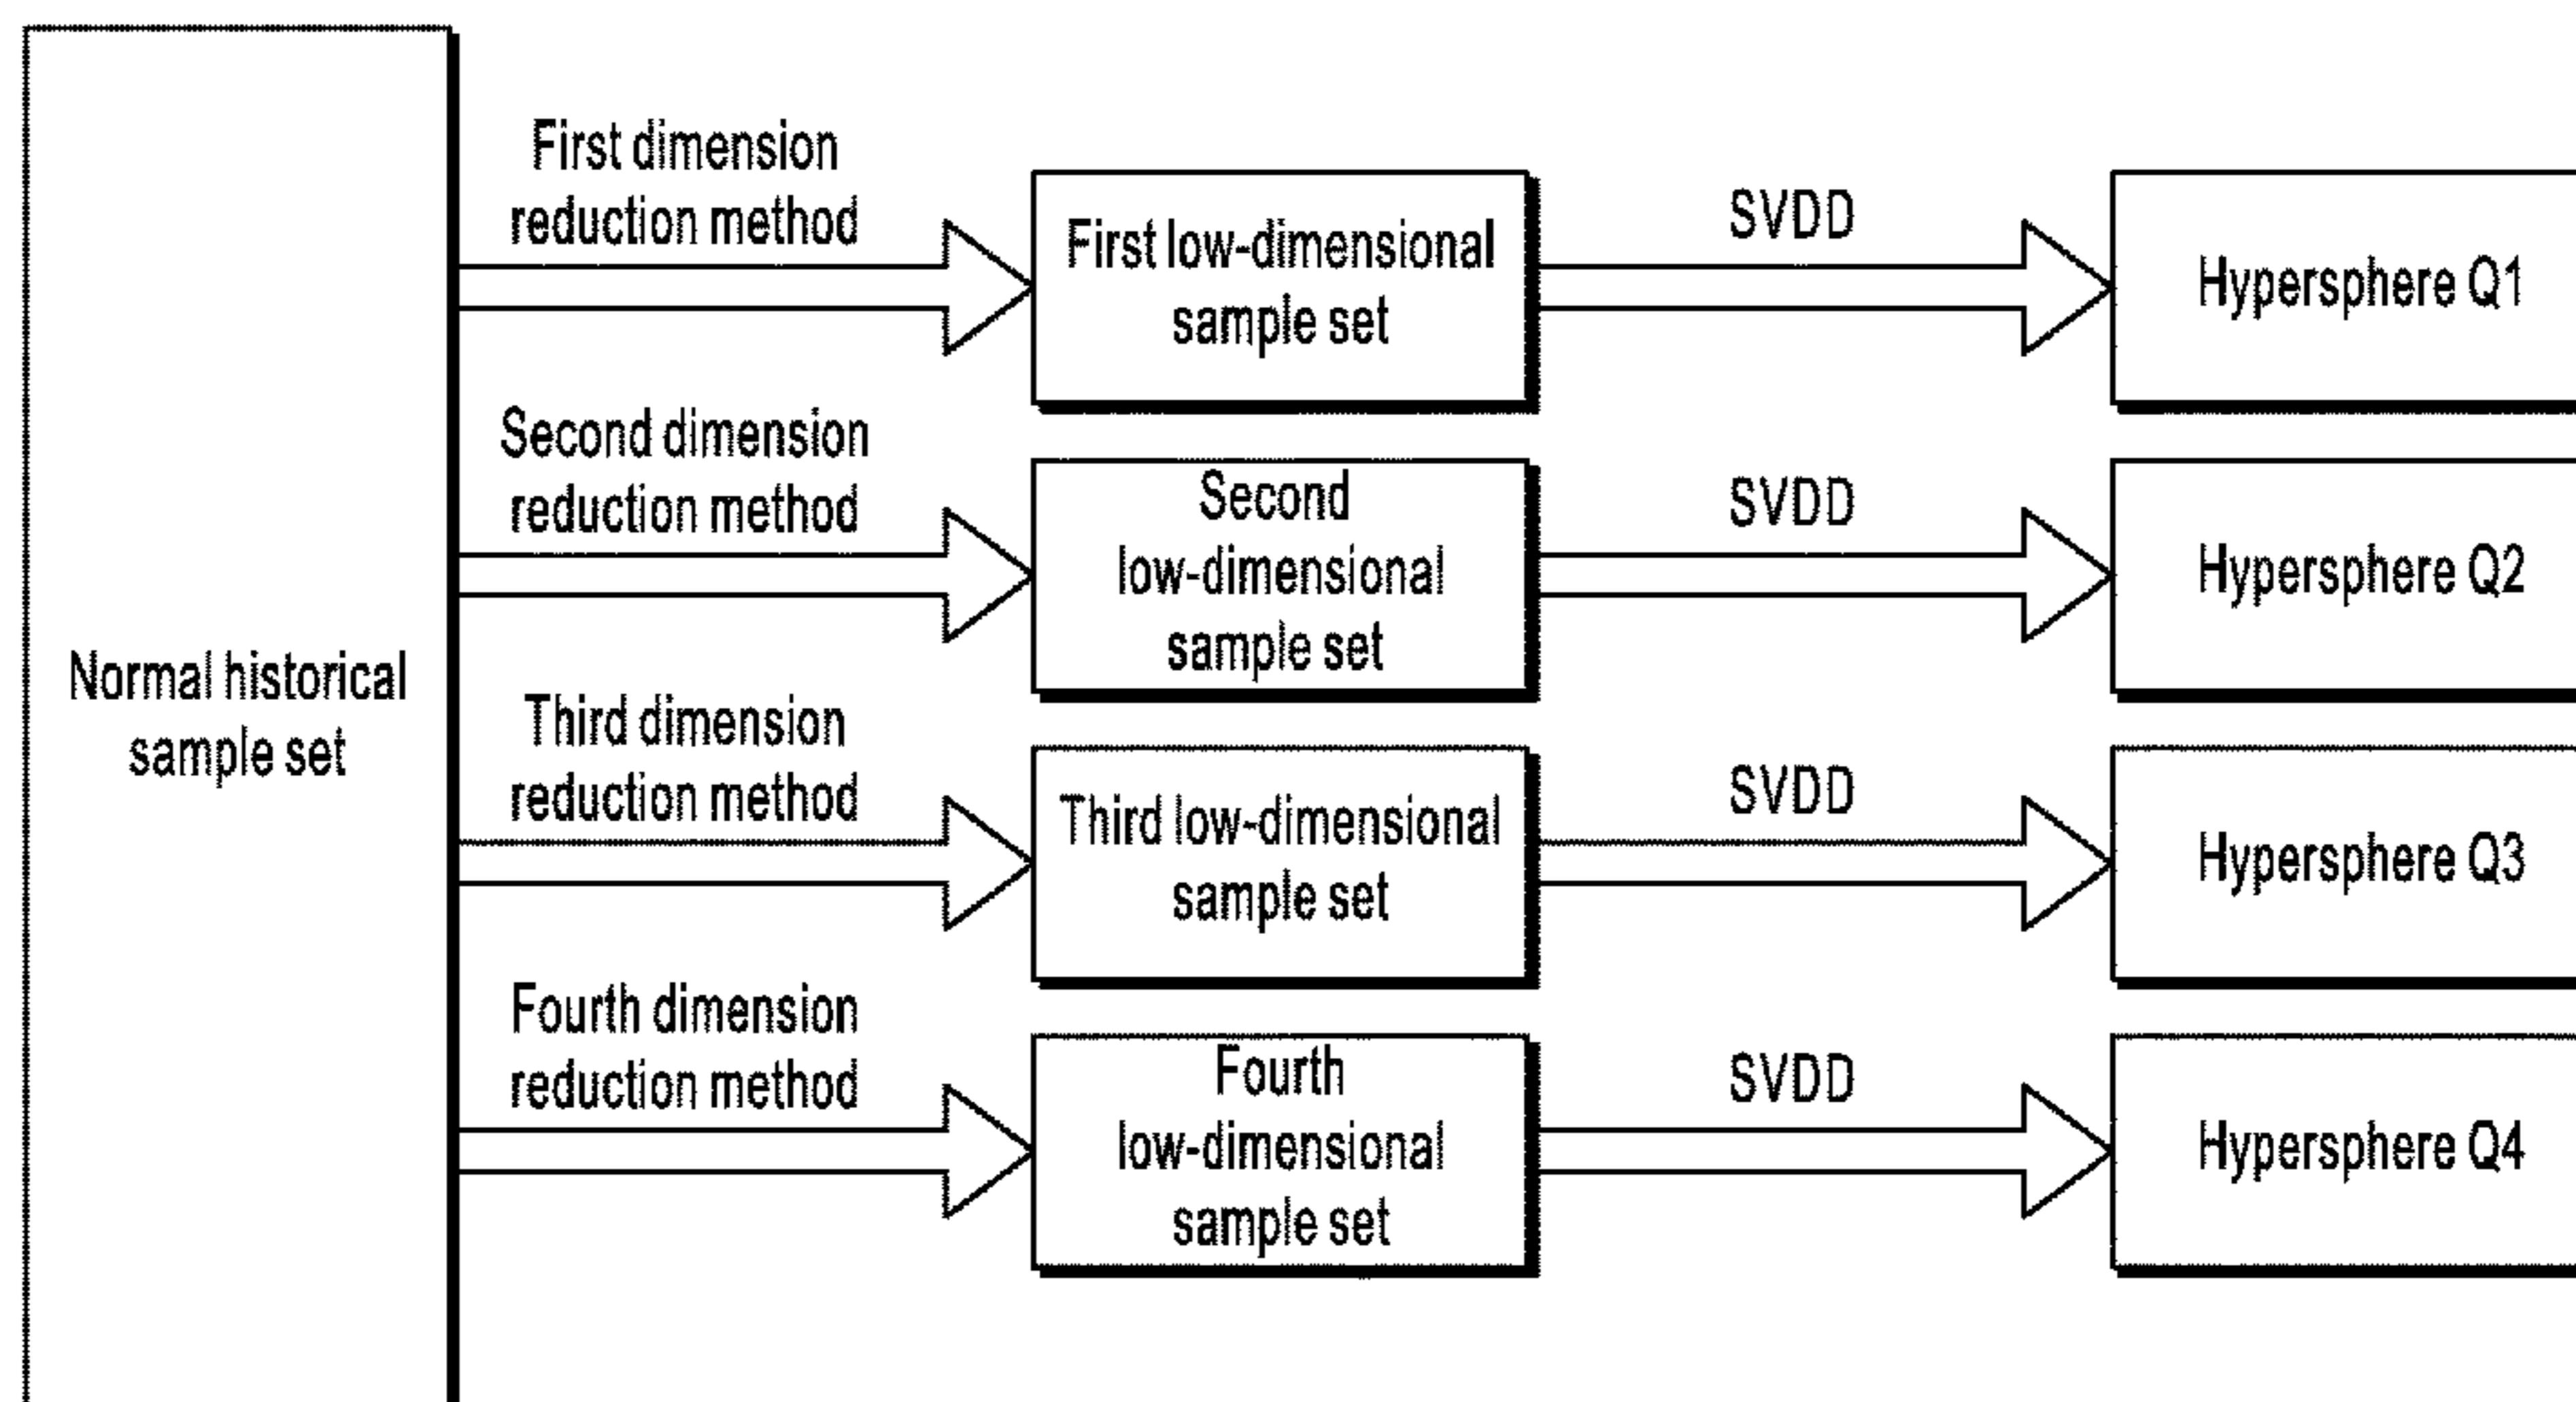 Normal historical
sample set
First dimension
reduction method
First low-dimensional
sample set
SVDD
Hypersphere Q1
Second dimension
reduction method
Second
low-dimensional
sample set
SVDD
Hypersphere Q2
Third dimension
reduction method
Third low-dimensional
sample set
SVDD
Hypersphere Q3
Fourth dimension
reduction method
Fourth
low-dimensional
sample set
SVDD
Hypersphere Q4